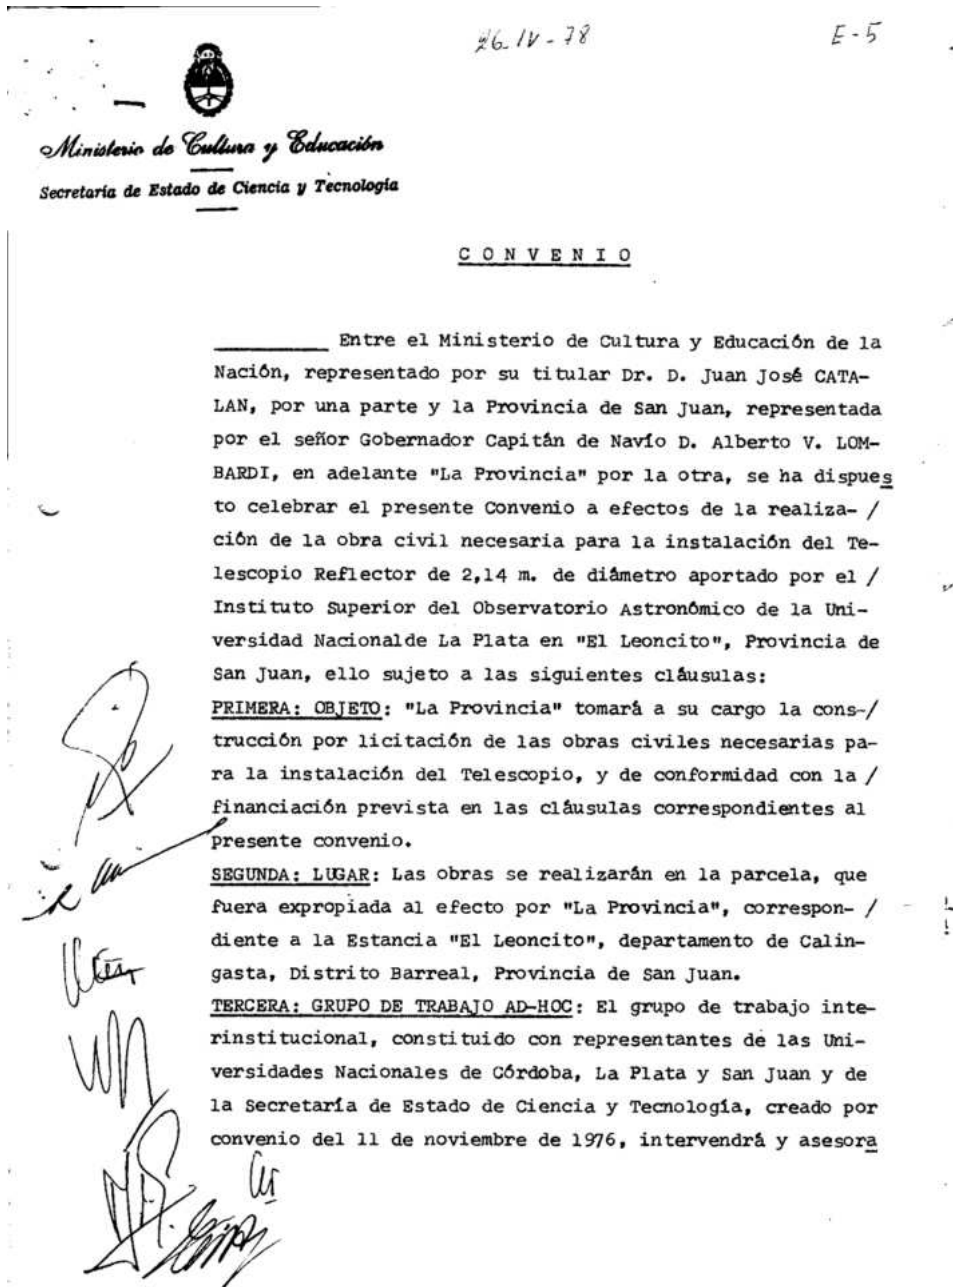 26-IV-78
E-5
Ministerio de Cultura y Educación
Secretaría de Estado de Ciencia y Tecnología
C O N V E N I O
_________ Entre el Ministerio de Cultura y Educación de la
Nación, representado por su titular Dr. D. Juan José CATA-
LAN, por una parte y la Provincia de San Juan, representada
por el señor Gobernador Capitán de Navío D. Alberto V. LOM-
BARDI, en adelante "La Provincia" por la otra, se ha dispues
to celebrar el presente Convenio a efectos de la realiza- /
ción de la obra civil necesaria para la instalación del Te-
lescopio Reflector de 2,14 m. de diámetro aportado por el /
Instituto Superior del Observatorio Astronómico de la Uni-
versidad Nacionalde La Plata en "El Leoncito", Provincia de
San Juan, ello sujeto a las siguientes cláusulas:
PRIMERA: OBJETO: "La Provincia" tomará a su cargo la cons-/
trucción por licitación de las obras civiles necesarias pa-
ra la instalación del Telescopio, y de conformidad con la /
financiación prevista en las cláusulas correspondientes al
presente convenio.
SEGUNDA: LUGAR: Las obras se realizarán en la parcela, que
fuera expropiada al efecto por "La Provincia", correspon- /
diente a la Estancia "El Leoncito", departamento de Calin-
gasta, Distrito Barreal, Provincia de San Juan.
TERCERA: GRUPO DE TRABAJO AD-HOC: El grupo de trabajo inte-
rinstitucional, constituido con representantes de las Uni-
versidades Nacionales de Córdoba, La Plata y San Juan y de
la Secretaría de Estado de Ciencia y Tecnología, creado por
convenio del 11 de noviembre de 1976, intervendrá y asesora